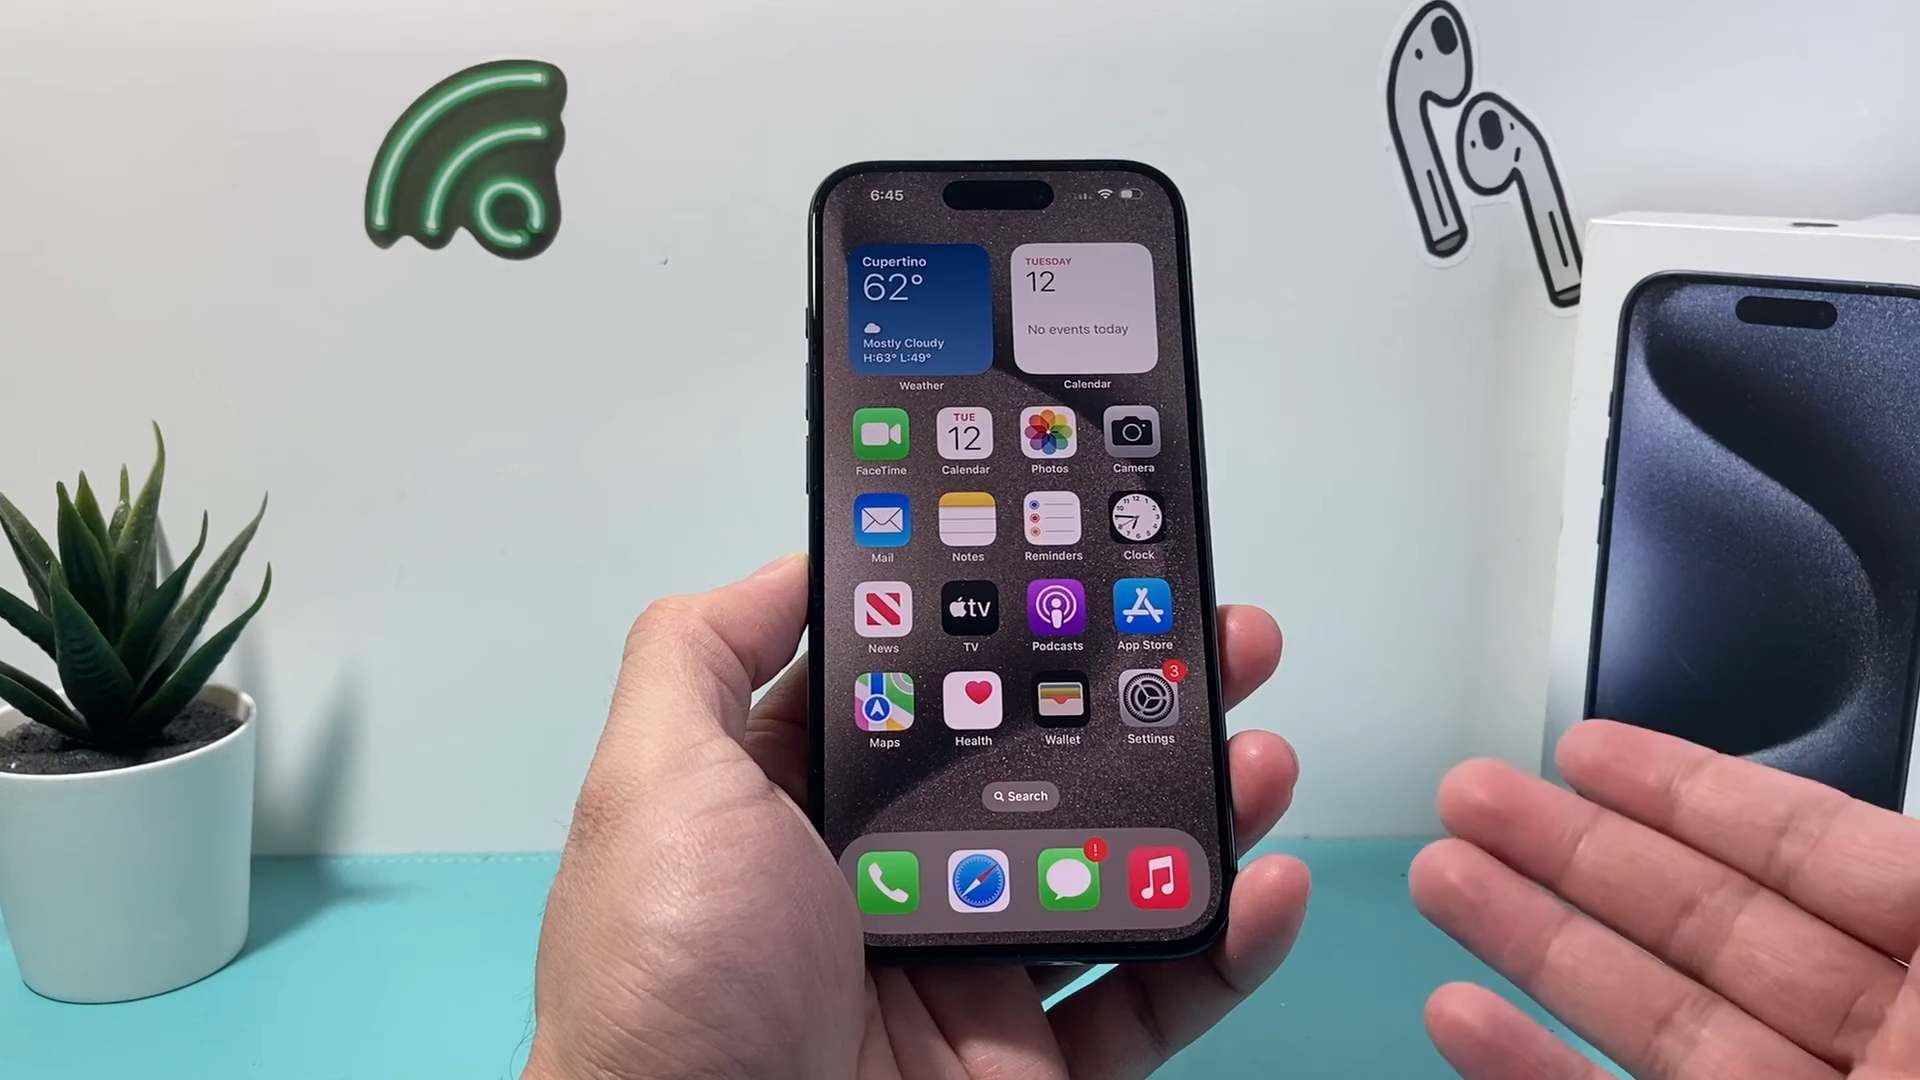 6:45
Cupertino
62°
Mostly Cloudy
H:63° L:49°
Weather
TUESDAY
12
No events today
Calendar
FaceTime
TUE
12
Calendar
Photos
Camera
Mail
Notes
Reminders
Clock
News
tv
TV
Podcasts
App Store
Maps
Health
Wallet
3
Settings
Search
!